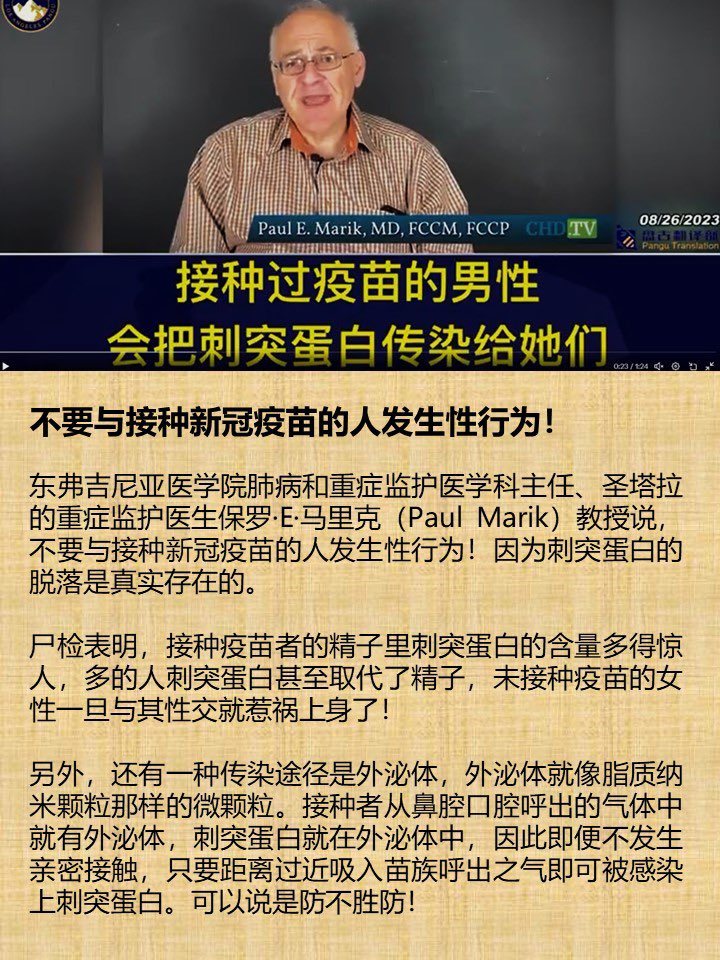 LOS ANGELES PANGU
Paul E. Marik, MD, FCCM, FCCP CHD.TV
08/26/2023
盘古翻译组
Pangu Translation
接种过疫苗的男性
会把刺突蛋白传染给她们
0:23 / 1:24
不要与接种新冠疫苗的人发生性行为！
东弗吉尼亚医学院肺病和重症监护医学科主任、圣塔拉
的重症监护医生保罗·E·马里克（Paul Marik）教授说，
不要与接种新冠疫苗的人发生性行为！因为刺突蛋白的
脱落是真实存在的。
尸检表明，接种疫苗者的精子里刺突蛋白的含量多得惊
人，多的人刺突蛋白甚至取代了精子，未接种疫苗的女
性一旦与其性交就惹祸上身了！
另外，还有一种传染途径是外泌体，外泌体就像脂质纳
米颗粒那样的微颗粒。接种者从鼻腔口腔呼出的气体中
就有外泌体，刺突蛋白就在外泌体中，因此即便不发生
亲密接触，只要距离过近吸入苗族呼出之气即可被感染
上刺突蛋白。可以说是防不胜防！